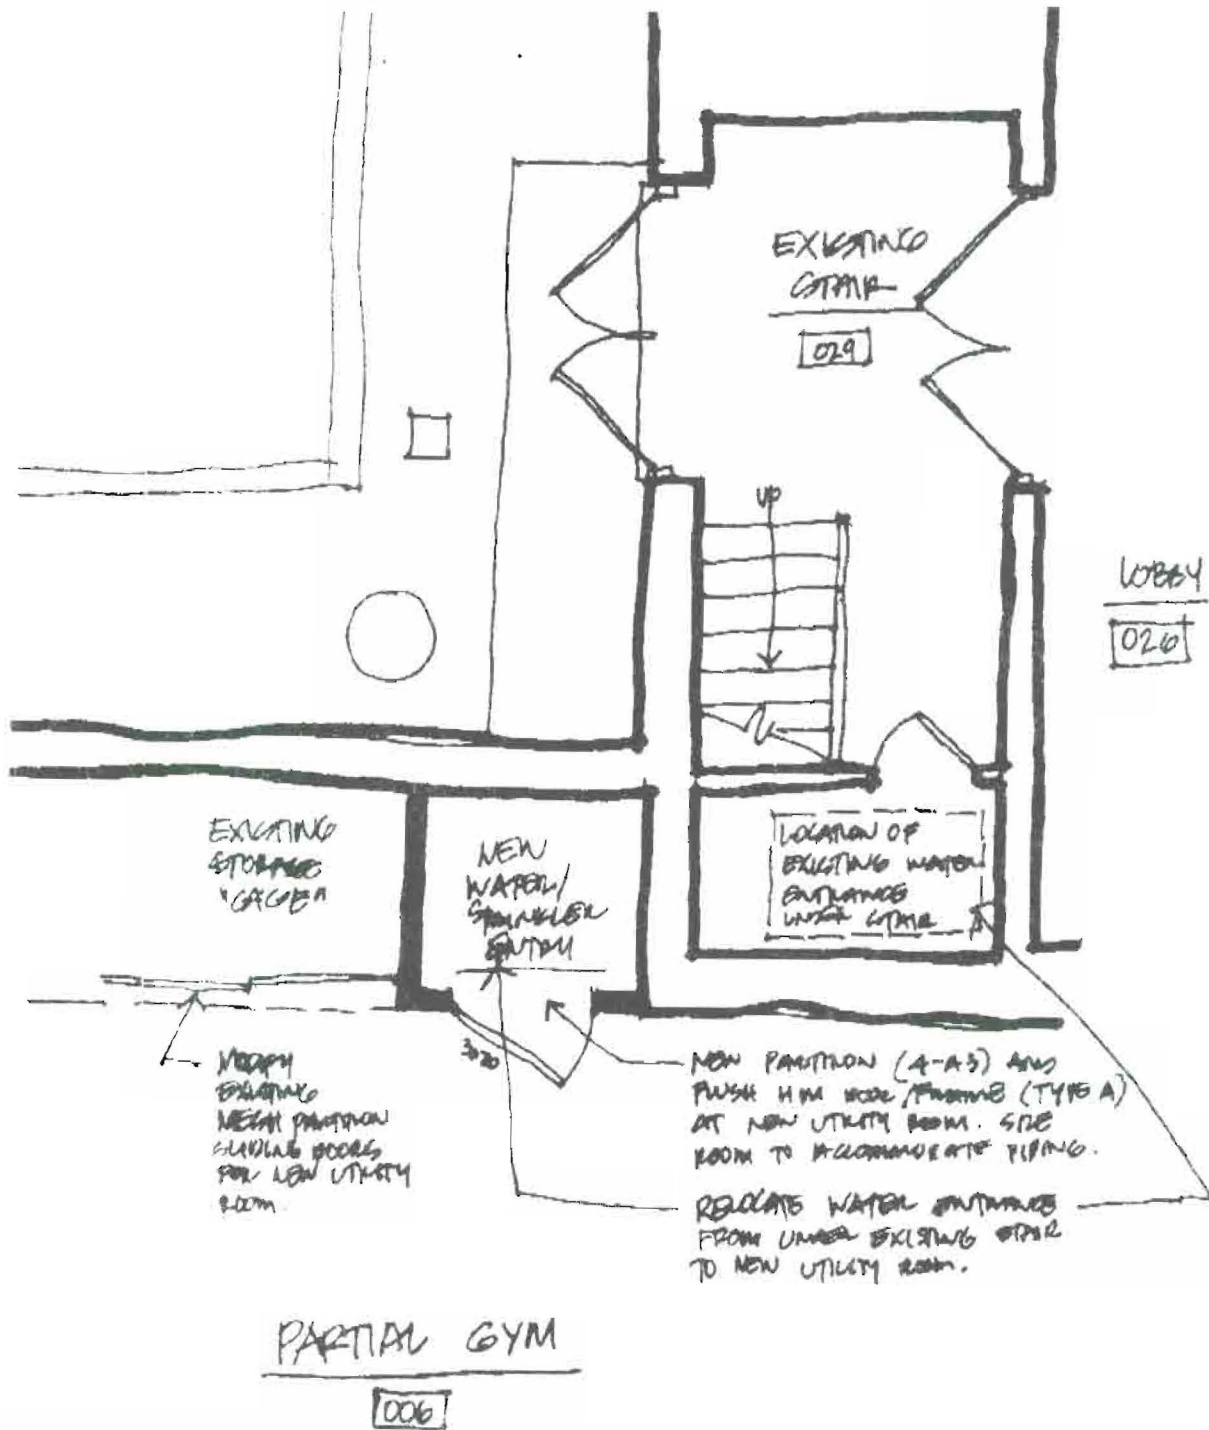 EXISTING
STAIR
029
UP
LOBBY
026
EXISTING
STORAGE
"CAGE"
NEW
WATER/
SPRINKLER
ENTRY
LOCATION OF
EXISTING WATER
ENTRANCE
UNDER STAIR
3070
MODIFY
EXISTING
MESH PARTITION
SLIDING DOORS
FOR NEW UTILITY
ROOM.
NEW PARTITION (4-A3) AND
FLUSH H.M. DOOR/FRAME (TYPE A)
AT NEW UTILITY ROOM. SIZE
ROOM TO ACCOMMODATE PIPING.
RELOCATE WATER ENTRANCE
FROM UNDER EXISTING STAIR
TO NEW UTILITY ROOM.
PARTIAL GYM
006